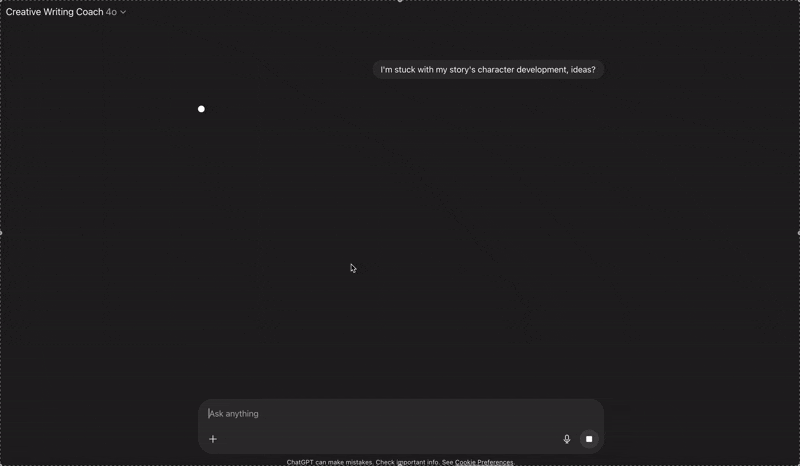 Creative Writing Coach 4o
I'm stuck with my story's character development, ideas?
Ask anything
ChatGPT can make mistakes. Check important info. See Cookie Preferences.